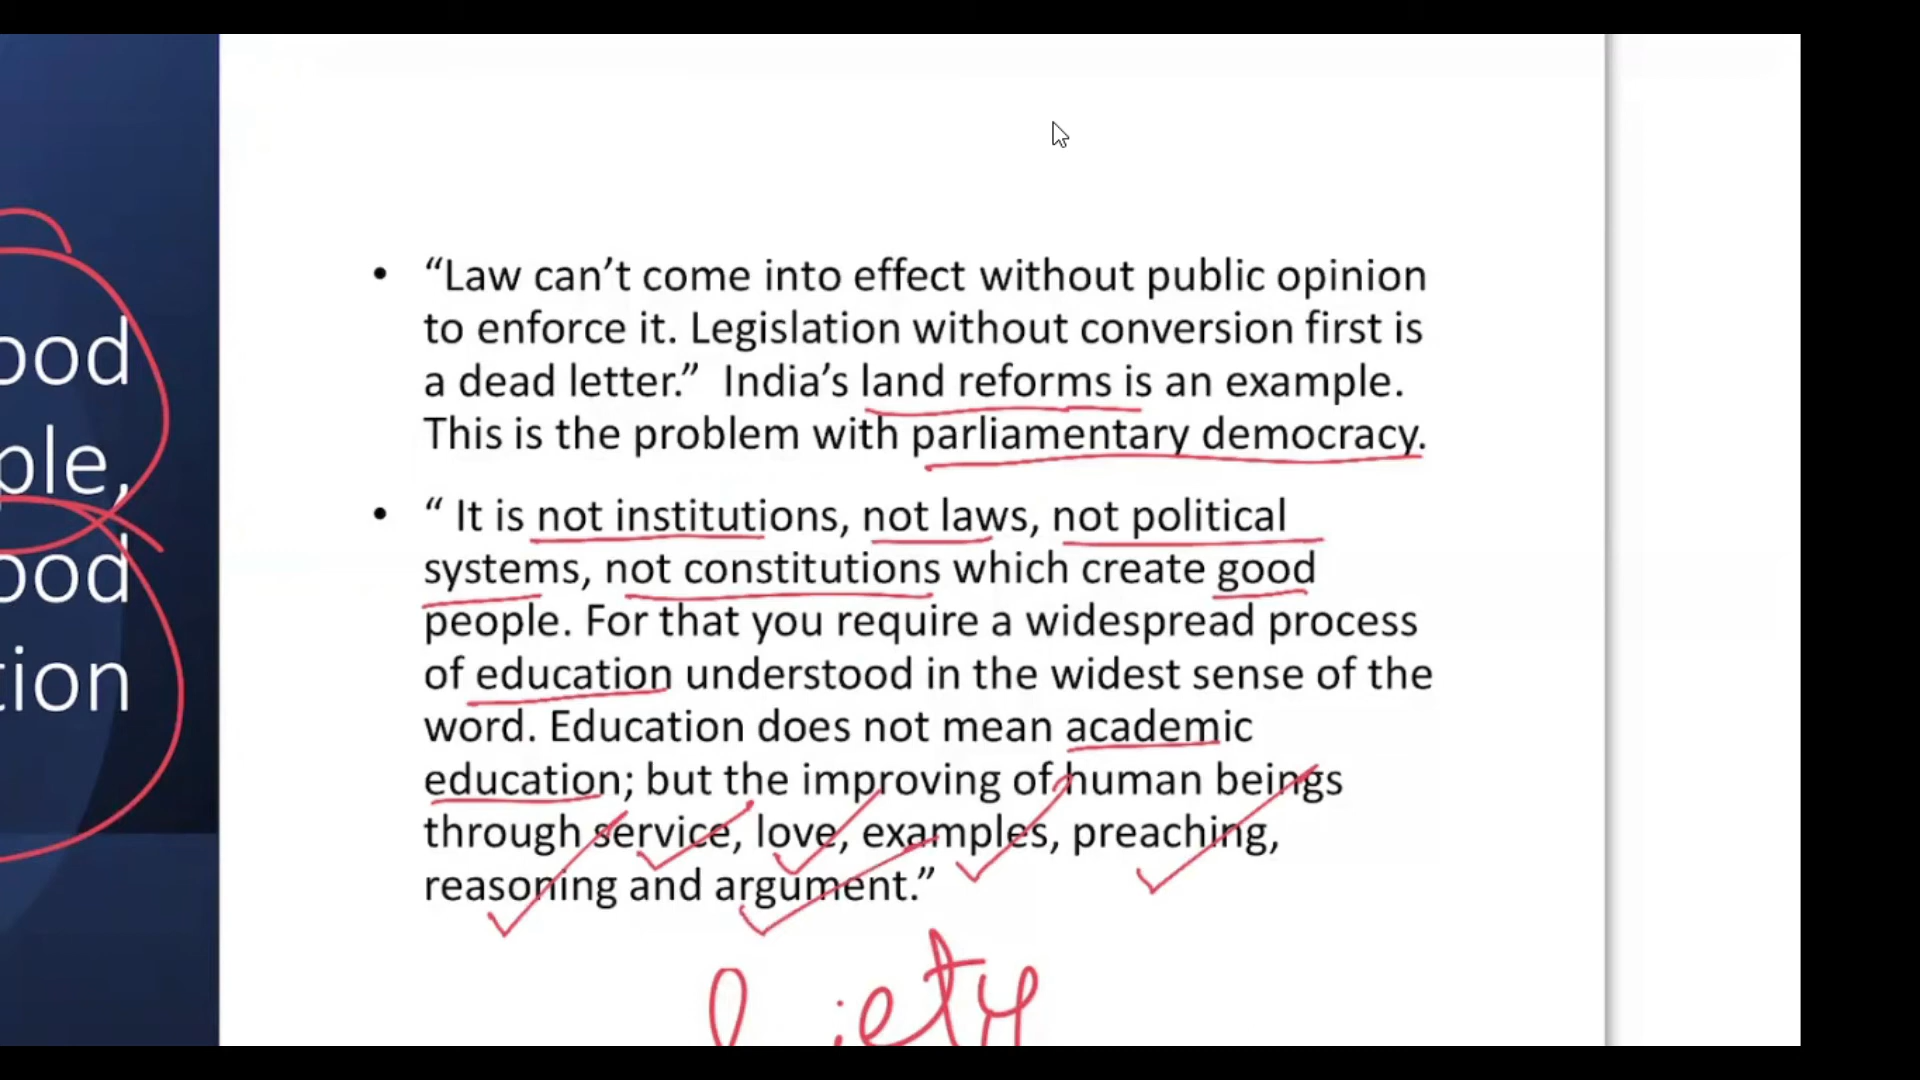 ood
ple,
ood
tion
• “Law can’t come into effect without public opinion
to enforce it. Legislation without conversion first is
a dead letter.” India’s land reforms is an example.
This is the problem with parliamentary democracy.
• “ It is not institutions, not laws, not political
systems, not constitutions which create good
people. For that you require a widespread process
of education understood in the widest sense of the
word. Education does not mean academic
education; but the improving of human beings
through service, love, examples, preaching,
reasoning and argument.”